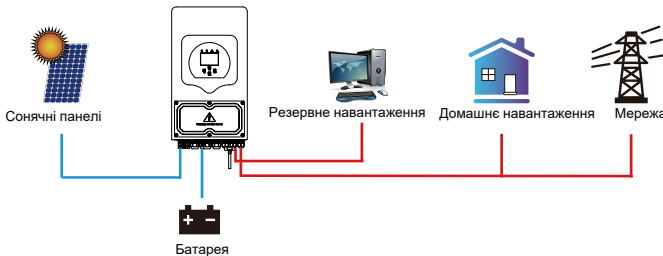 Сонячні панелі
Резервне навантаження
Домашнє навантаження
Мережа
Батарея